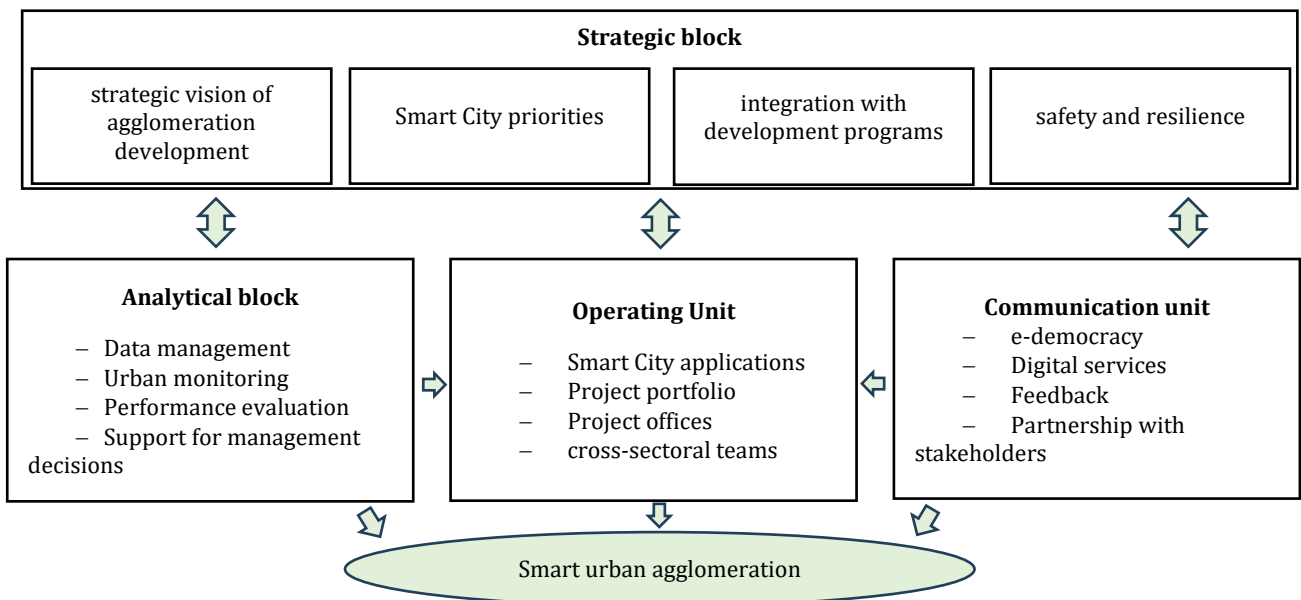 Strategic block
strategic vision of
agglomeration
development
Smart City priorities
integration with
development programs
safety and resilience
Analytical block
– Data management
– Urban monitoring
– Performance evaluation
– Support for management
decisions
Operating Unit
– Smart City applications
– Project portfolio
– Project offices
– cross-sectoral teams
Communication unit
– e-democracy
– Digital services
– Feedback
– Partnership with
stakeholders
Smart urban agglomeration